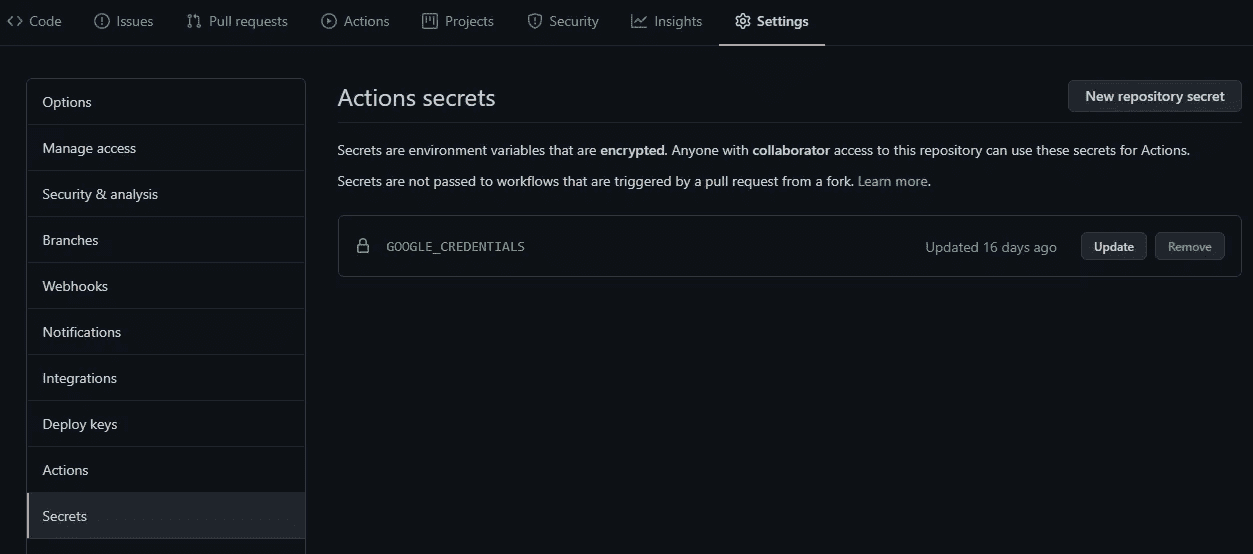 Code Issues Pull requests Actions Projects Security Insights Settings
Options
Manage access
Security & analysis
Branches
Webhooks
Notifications
Integrations
Deploy keys
Actions
Secrets
Actions secrets New repository secret
Secrets are environment variables that are encrypted. Anyone with collaborator access to this repository can use these secrets for Actions.
Secrets are not passed to workflows that are triggered by a pull request from a fork. Learn more.
GOOGLE_CREDENTIALS Updated 16 days ago Update Remove